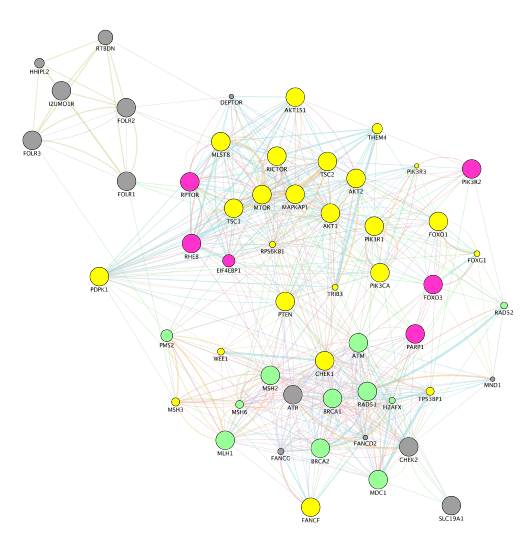 RTBDN
HHIPL2
IZUMO1R
FOLR2
FOLR3
FOLR1
DEPTOR
AKT1S1
THEM4
MLST8
RICTOR
TSC2
PIK3R3
PIK3R2
RPTOR
AKT2
MTOR
MAPKAP1
TSC1
AKT3
PIK3R1
FOXO1
RHEB
RPS6KB1
EIF4EBP1
FOXG1
PDPK1
PIK3CA
TRIB3
FOXO3
PTEN
RAD52
PMS2
ATM
PARP1
WEE1
CHEK1
MSH2
MND1
ATR
BRCA1
RAD51
H2AFX
TP53BP1
MSH3
MSH6
MLH1
FANCG
BRCA2
FANCD2
CHEK2
MDC1
FANCF
SLC19A1